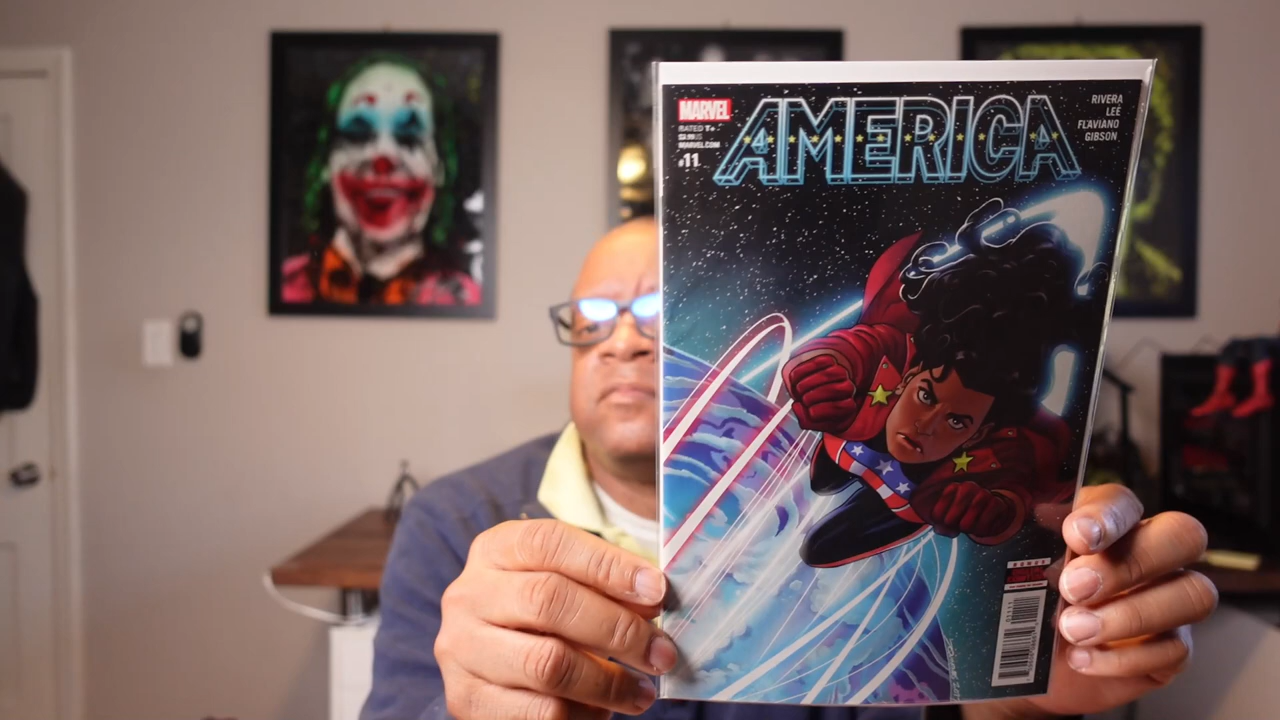 MARVEL
RATED T+
MARVEL.COM
#11
AMERICA
RIVERA
LEE
FLAVIANO
GIBSON